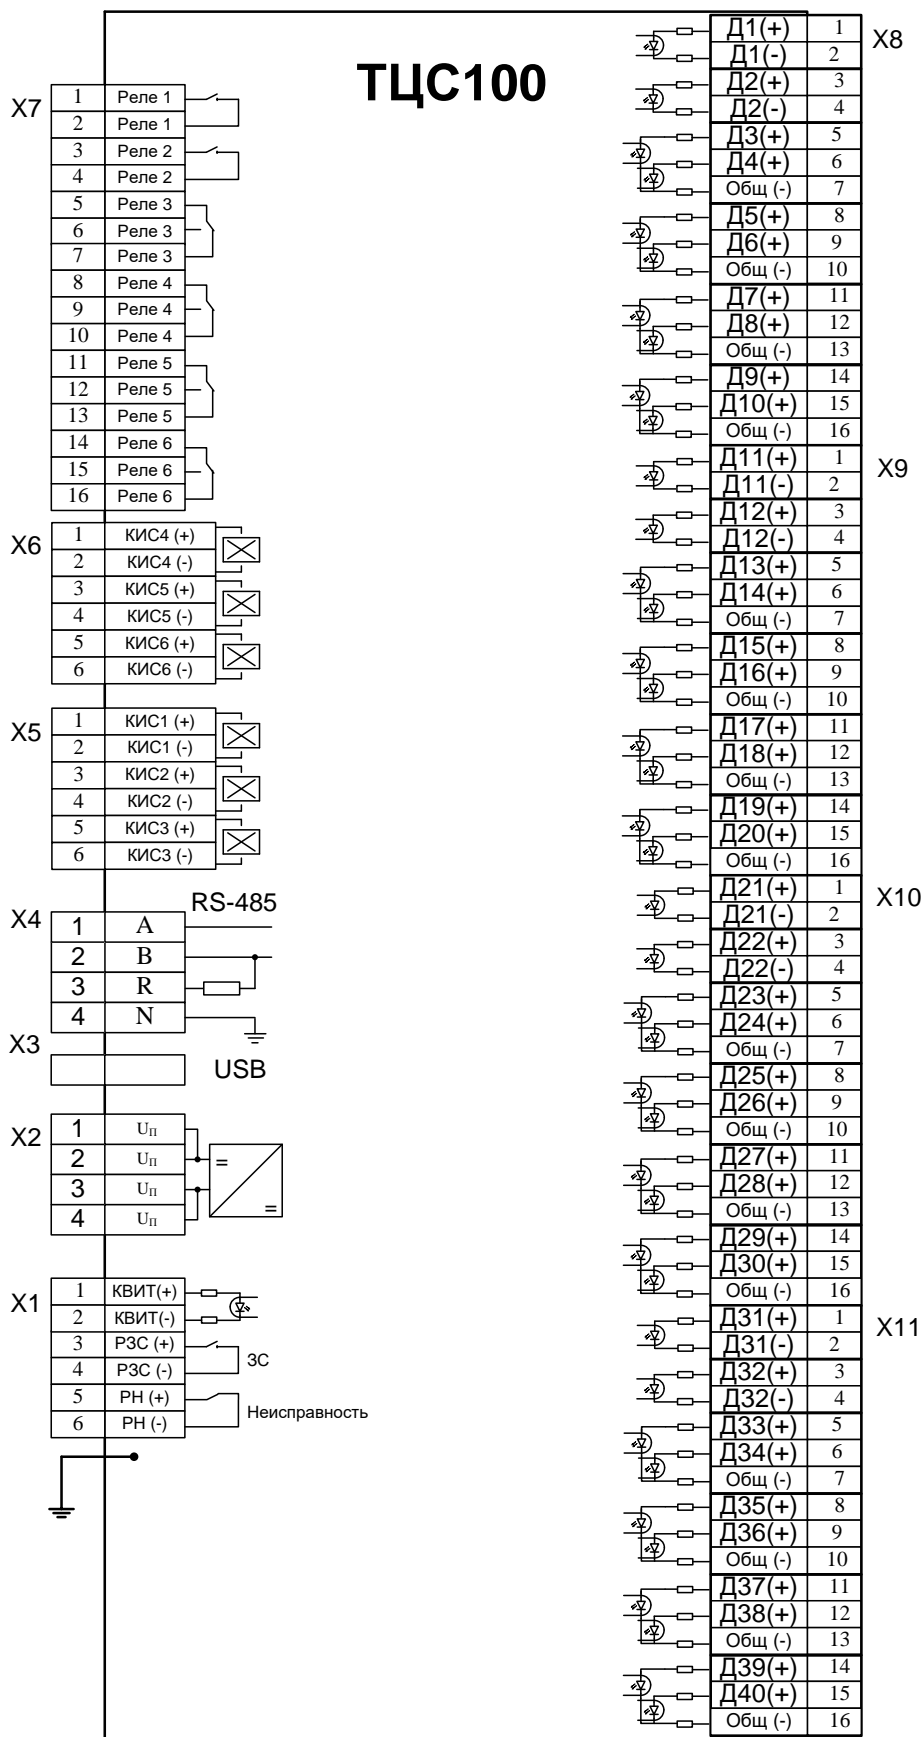 ТЦС100
X7
1 Реле 1
2 Реле 1
3 Реле 2
4 Реле 2
5 Реле 3
6 Реле 3
7 Реле 3
8 Реле 4
9 Реле 4
10 Реле 4
11 Реле 5
12 Реле 5
13 Реле 5
14 Реле 6
15 Реле 6
16 Реле 6
X6
1 КИС4 (+)
2 КИС4 (-)
3 КИС5 (+)
4 КИС5 (-)
5 КИС6 (+)
6 КИС6 (-)
X5
1 КИС1 (+)
2 КИС1 (-)
3 КИС2 (+)
4 КИС2 (-)
5 КИС3 (+)
6 КИС3 (-)
X4
RS-485
1 A
2 B
3 R
4 N
X3
USB
X2
1 UП
2 UП
3 UП
4 UП
= =
X1
1 КВИТ(+)
2 КВИТ(-)
3 РЗС (+)
4 РЗС (-)
ЗС
5 РН (+)
6 РН (-)
Неисправность
X8
Д1(+) 1
Д1(-) 2
Д2(+) 3
Д2(-) 4
Д3(+) 5
Д4(+) 6
Общ (-) 7
Д5(+) 8
Д6(+) 9
Общ (-) 10
Д7(+) 11
Д8(+) 12
Общ (-) 13
Д9(+) 14
Д10(+) 15
Общ (-) 16
X9
Д11(+) 1
Д11(-) 2
Д12(+) 3
Д12(-) 4
Д13(+) 5
Д14(+) 6
Общ (-) 7
Д15(+) 8
Д16(+) 9
Общ (-) 10
Д17(+) 11
Д18(+) 12
Общ (-) 13
Д19(+) 14
Д20(+) 15
Общ (-) 16
X10
Д21(+) 1
Д21(-) 2
Д22(+) 3
Д22(-) 4
Д23(+) 5
Д24(+) 6
Общ (-) 7
Д25(+) 8
Д26(+) 9
Общ (-) 10
Д27(+) 11
Д28(+) 12
Общ (-) 13
Д29(+) 14
Д30(+) 15
Общ (-) 16
X11
Д31(+) 1
Д31(-) 2
Д32(+) 3
Д32(-) 4
Д33(+) 5
Д34(+) 6
Общ (-) 7
Д35(+) 8
Д36(+) 9
Общ (-) 10
Д37(+) 11
Д38(+) 12
Общ (-) 13
Д39(+) 14
Д40(+) 15
Общ (-) 16